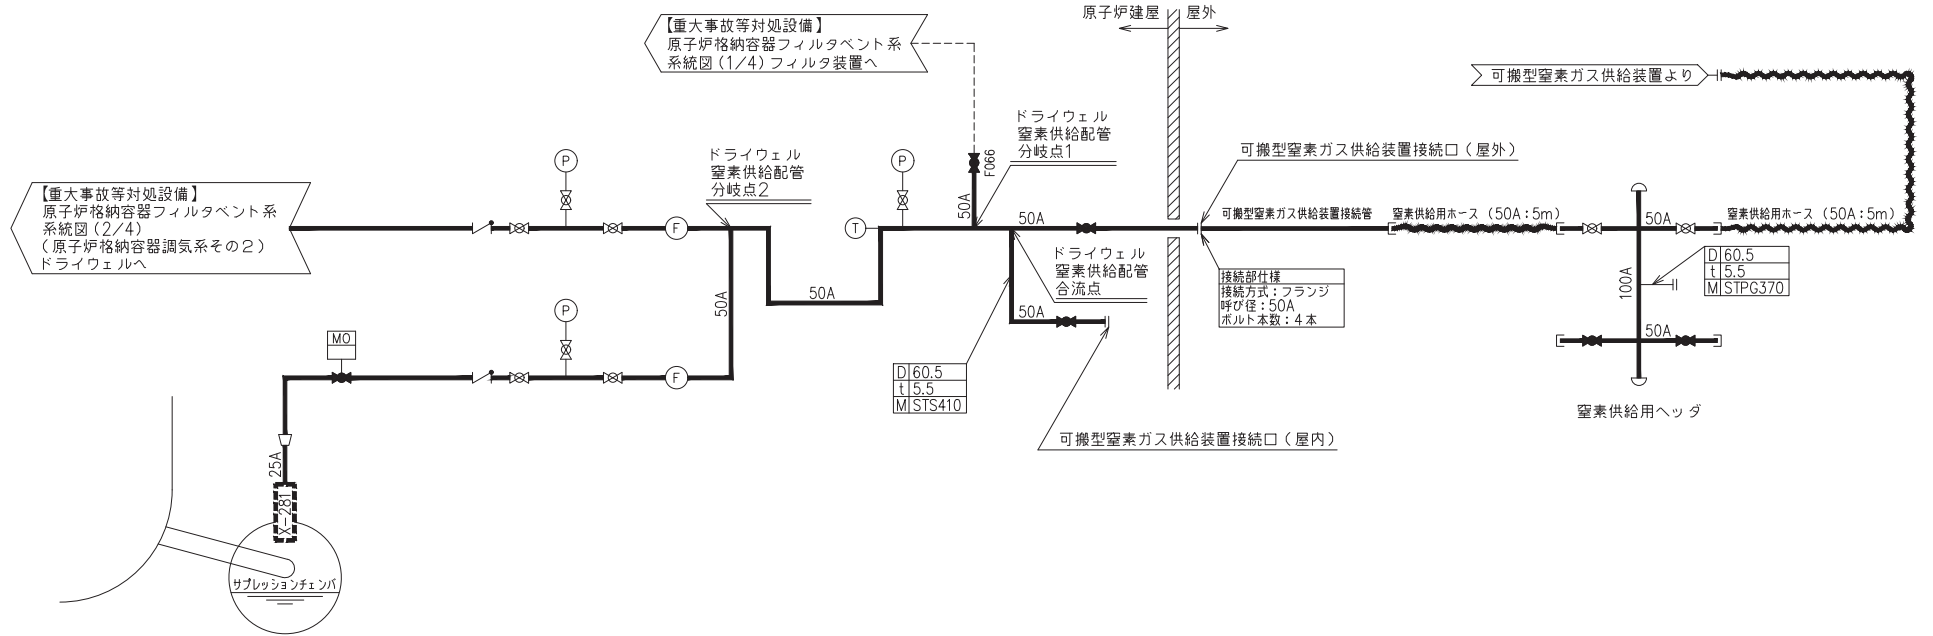 【重大事故等対処設備】
原子炉格納容器フィルタベント系
系統図(1/4)フィルタ装置へ
原子炉建屋
屋外
可搬型窒素ガス供給装置より
ドライウェル
窒素供給配管
分岐点1
F066
50A
P
ドライウェル
窒素供給配管
分岐点2
P
可搬型窒素ガス供給装置接続口(屋外)
【重大事故等対処設備】
原子炉格納容器フィルタベント系
系統図(2/4)
(原子炉格納容器調気系その2)
ドライウェルへ
F
T
50A
可搬型窒素ガス供給装置接続管
窒素供給用ホース(50A:5m)
50A
窒素供給用ホース(50A:5m)
ドライウェル
窒素供給配管
合流点
D 60.5
t 5.5
M STPG370
接続部仕様
接続方式:フランジ
呼び径:50A
ボルト本数:4本
100A
50A
50A
50A
P
50A
MO
F
D 60.5
t 5.5
M STS410
窒素供給用ヘッダ
可搬型窒素ガス供給装置接続口(屋内)
25A
X-281
サプレッションチェンバ